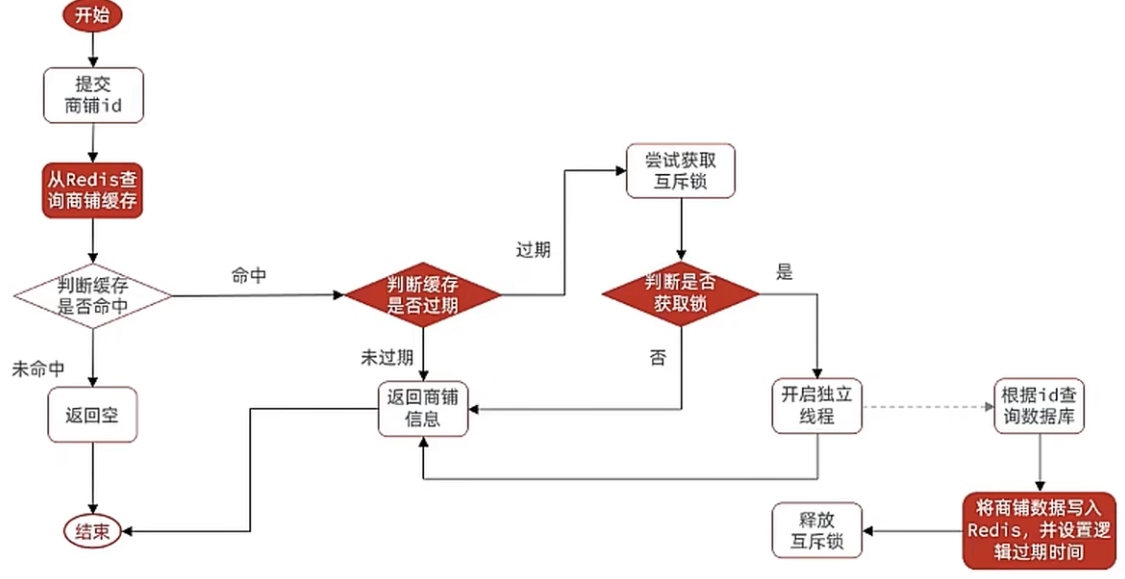 开始
提交
商铺id
从Redis查
询商铺缓存
判断缓存
是否命中
命中
未命中
返回空
结束
判断缓存
是否过期
过期
未过期
返回商铺
信息
尝试获取
互斥锁
判断是否
获取锁
是
否
开启独立
线程
根据id查
询数据库
将商铺数据写入
Redis，并设置逻
辑过期时间
释放
互斥锁